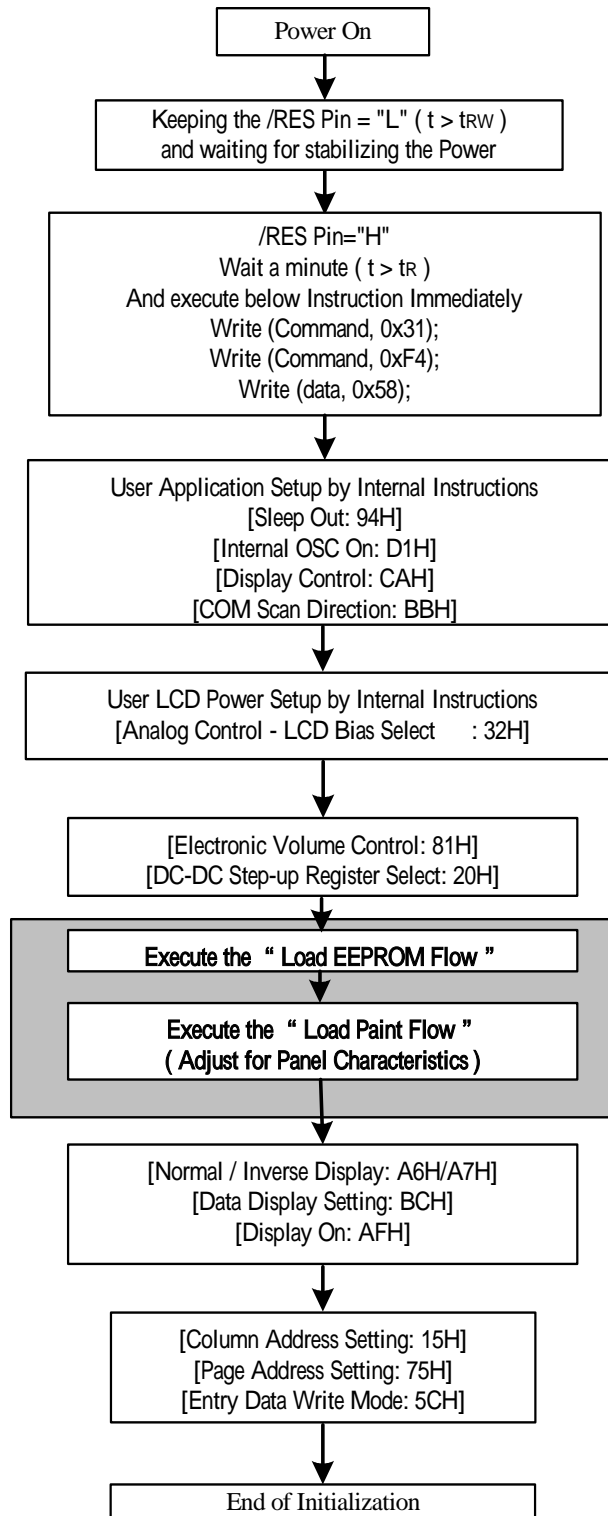 Power On
Keeping the /RES Pin = "L" ( t > tRW )
and waiting for stabilizing the Power
/RES Pin="H"
Wait a minute ( t > tR )
And execute below Instruction Immediately
Write (Command, 0x31);
Write (Command, 0xF4);
Write (data, 0x58);
User Application Setup by Internal Instructions
[Sleep Out: 94H]
[Internal OSC On: D1H]
[Display Control: CAH]
[COM Scan Direction: BBH]
User LCD Power Setup by Internal Instructions
[Analog Control - LCD Bias Select : 32H]
[Electronic Volume Control: 81H]
[DC-DC Step-up Register Select: 20H]
Execute the “ Load EEPROM Flow ”
Execute the “ Load Paint Flow ”
( Adjust for Panel Characteristics )
[Normal / Inverse Display: A6H/A7H]
[Data Display Setting: BCH]
[Display On: AFH]
[Column Address Setting: 15H]
[Page Address Setting: 75H]
[Entry Data Write Mode: 5CH]
End of Initialization